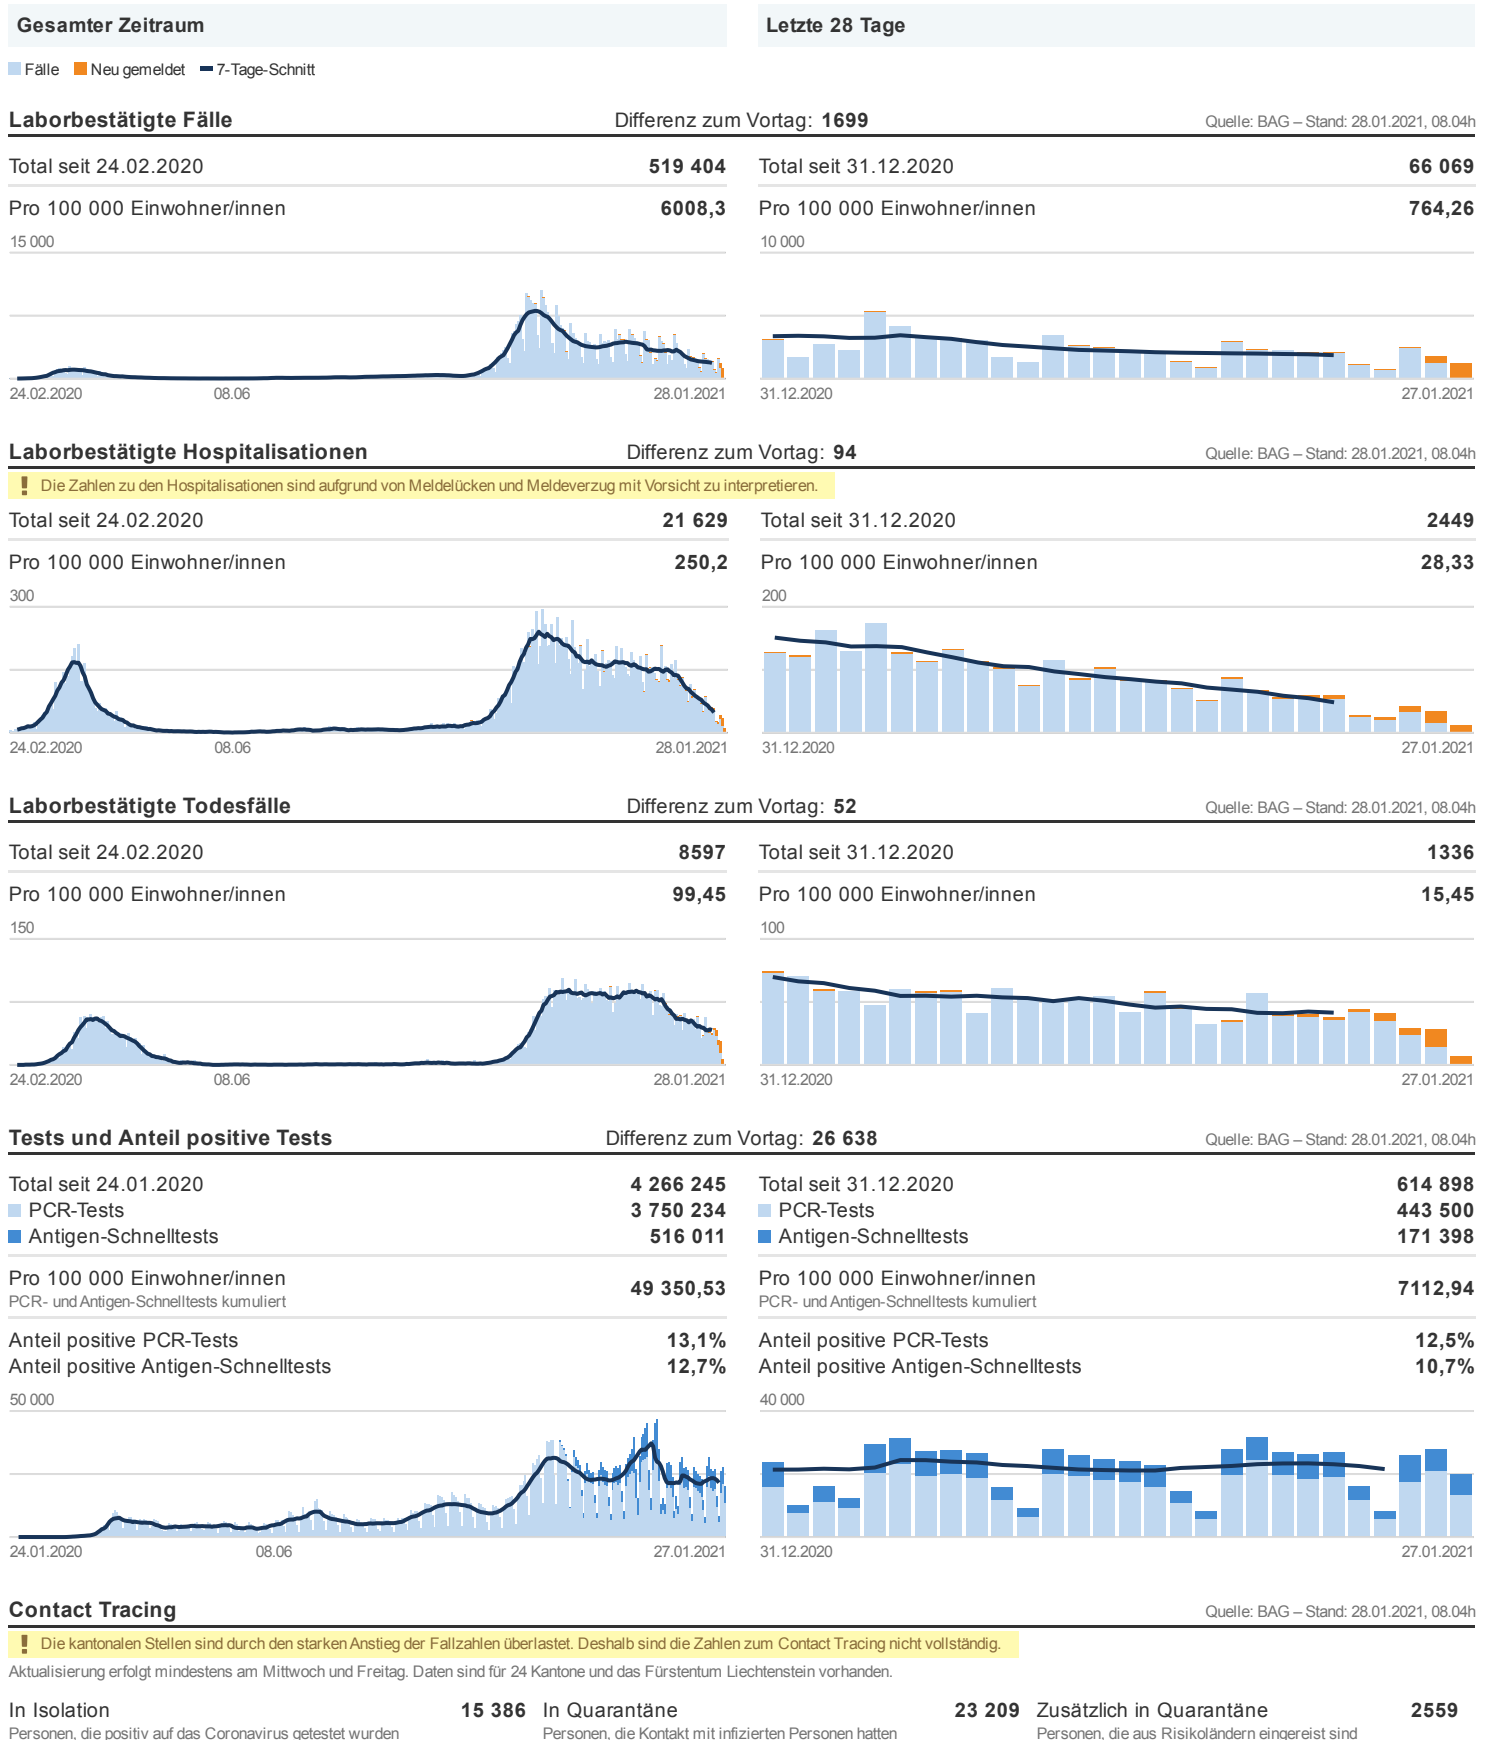 Gesamter Zeitraum
Letzte 28 Tage
Fälle Neu gemeldet 7-Tage-Schnitt
Laborbestätigte Fälle Differenz zum Vortag: 1699 Quelle: BAG – Stand: 28.01.2021, 08.04h
Total seit 24.02.2020 519 404
Pro 100 000 Einwohner/innen 6008,3
15 000
24.02.2020 08.06 28.01.2021
Total seit 31.12.2020 66 069
Pro 100 000 Einwohner/innen 764,26
10 000
31.12.2020 27.01.2021
Laborbestätigte Hospitalisationen Differenz zum Vortag: 94 Quelle: BAG – Stand: 28.01.2021, 08.04h
! Die Zahlen zu den Hospitalisationen sind aufgrund von Meldelücken und Meldeverzug mit Vorsicht zu interpretieren.
Total seit 24.02.2020 21 629
Pro 100 000 Einwohner/innen 250,2
300
24.02.2020 08.06 28.01.2021
Total seit 31.12.2020 2449
Pro 100 000 Einwohner/innen 28,33
200
31.12.2020 27.01.2021
Laborbestätigte Todesfälle Differenz zum Vortag: 52 Quelle: BAG – Stand: 28.01.2021, 08.04h
Total seit 24.02.2020 8597
Pro 100 000 Einwohner/innen 99,45
150
24.02.2020 08.06 28.01.2021
Total seit 31.12.2020 1336
Pro 100 000 Einwohner/innen 15,45
100
31.12.2020 27.01.2021
Tests und Anteil positive Tests Differenz zum Vortag: 26 638 Quelle: BAG – Stand: 28.01.2021, 08.04h
Total seit 24.01.2020 4 266 245
PCR-Tests 3 750 234
Antigen-Schnelltests 516 011
Pro 100 000 Einwohner/innen 49 350,53
PCR- und Antigen-Schnelltests kumuliert
Anteil positive PCR-Tests 13,1%
Anteil positive Antigen-Schnelltests 12,7%
50 000
24.01.2020 08.06 27.01.2021
Total seit 31.12.2020 614 898
PCR-Tests 443 500
Antigen-Schnelltests 171 398
Pro 100 000 Einwohner/innen 7112,94
PCR- und Antigen-Schnelltests kumuliert
Anteil positive PCR-Tests 12,5%
Anteil positive Antigen-Schnelltests 10,7%
40 000
31.12.2020 27.01.2021
Contact Tracing Quelle: BAG – Stand: 28.01.2021, 08.04h
! Die kantonalen Stellen sind durch den starken Anstieg der Fallzahlen überlastet. Deshalb sind die Zahlen zum Contact Tracing nicht vollständig.
Aktualisierung erfolgt mindestens am Mittwoch und Freitag. Daten sind für 24 Kantone und das Fürstentum Liechtenstein vorhanden.
In Isolation 15 386
Personen, die positiv auf das Coronavirus getestet wurden
In Quarantäne 23 209
Personen, die Kontakt mit infizierten Personen hatten
Zusätzlich in Quarantäne 2559
Personen, die aus Risikoländern eingereist sind